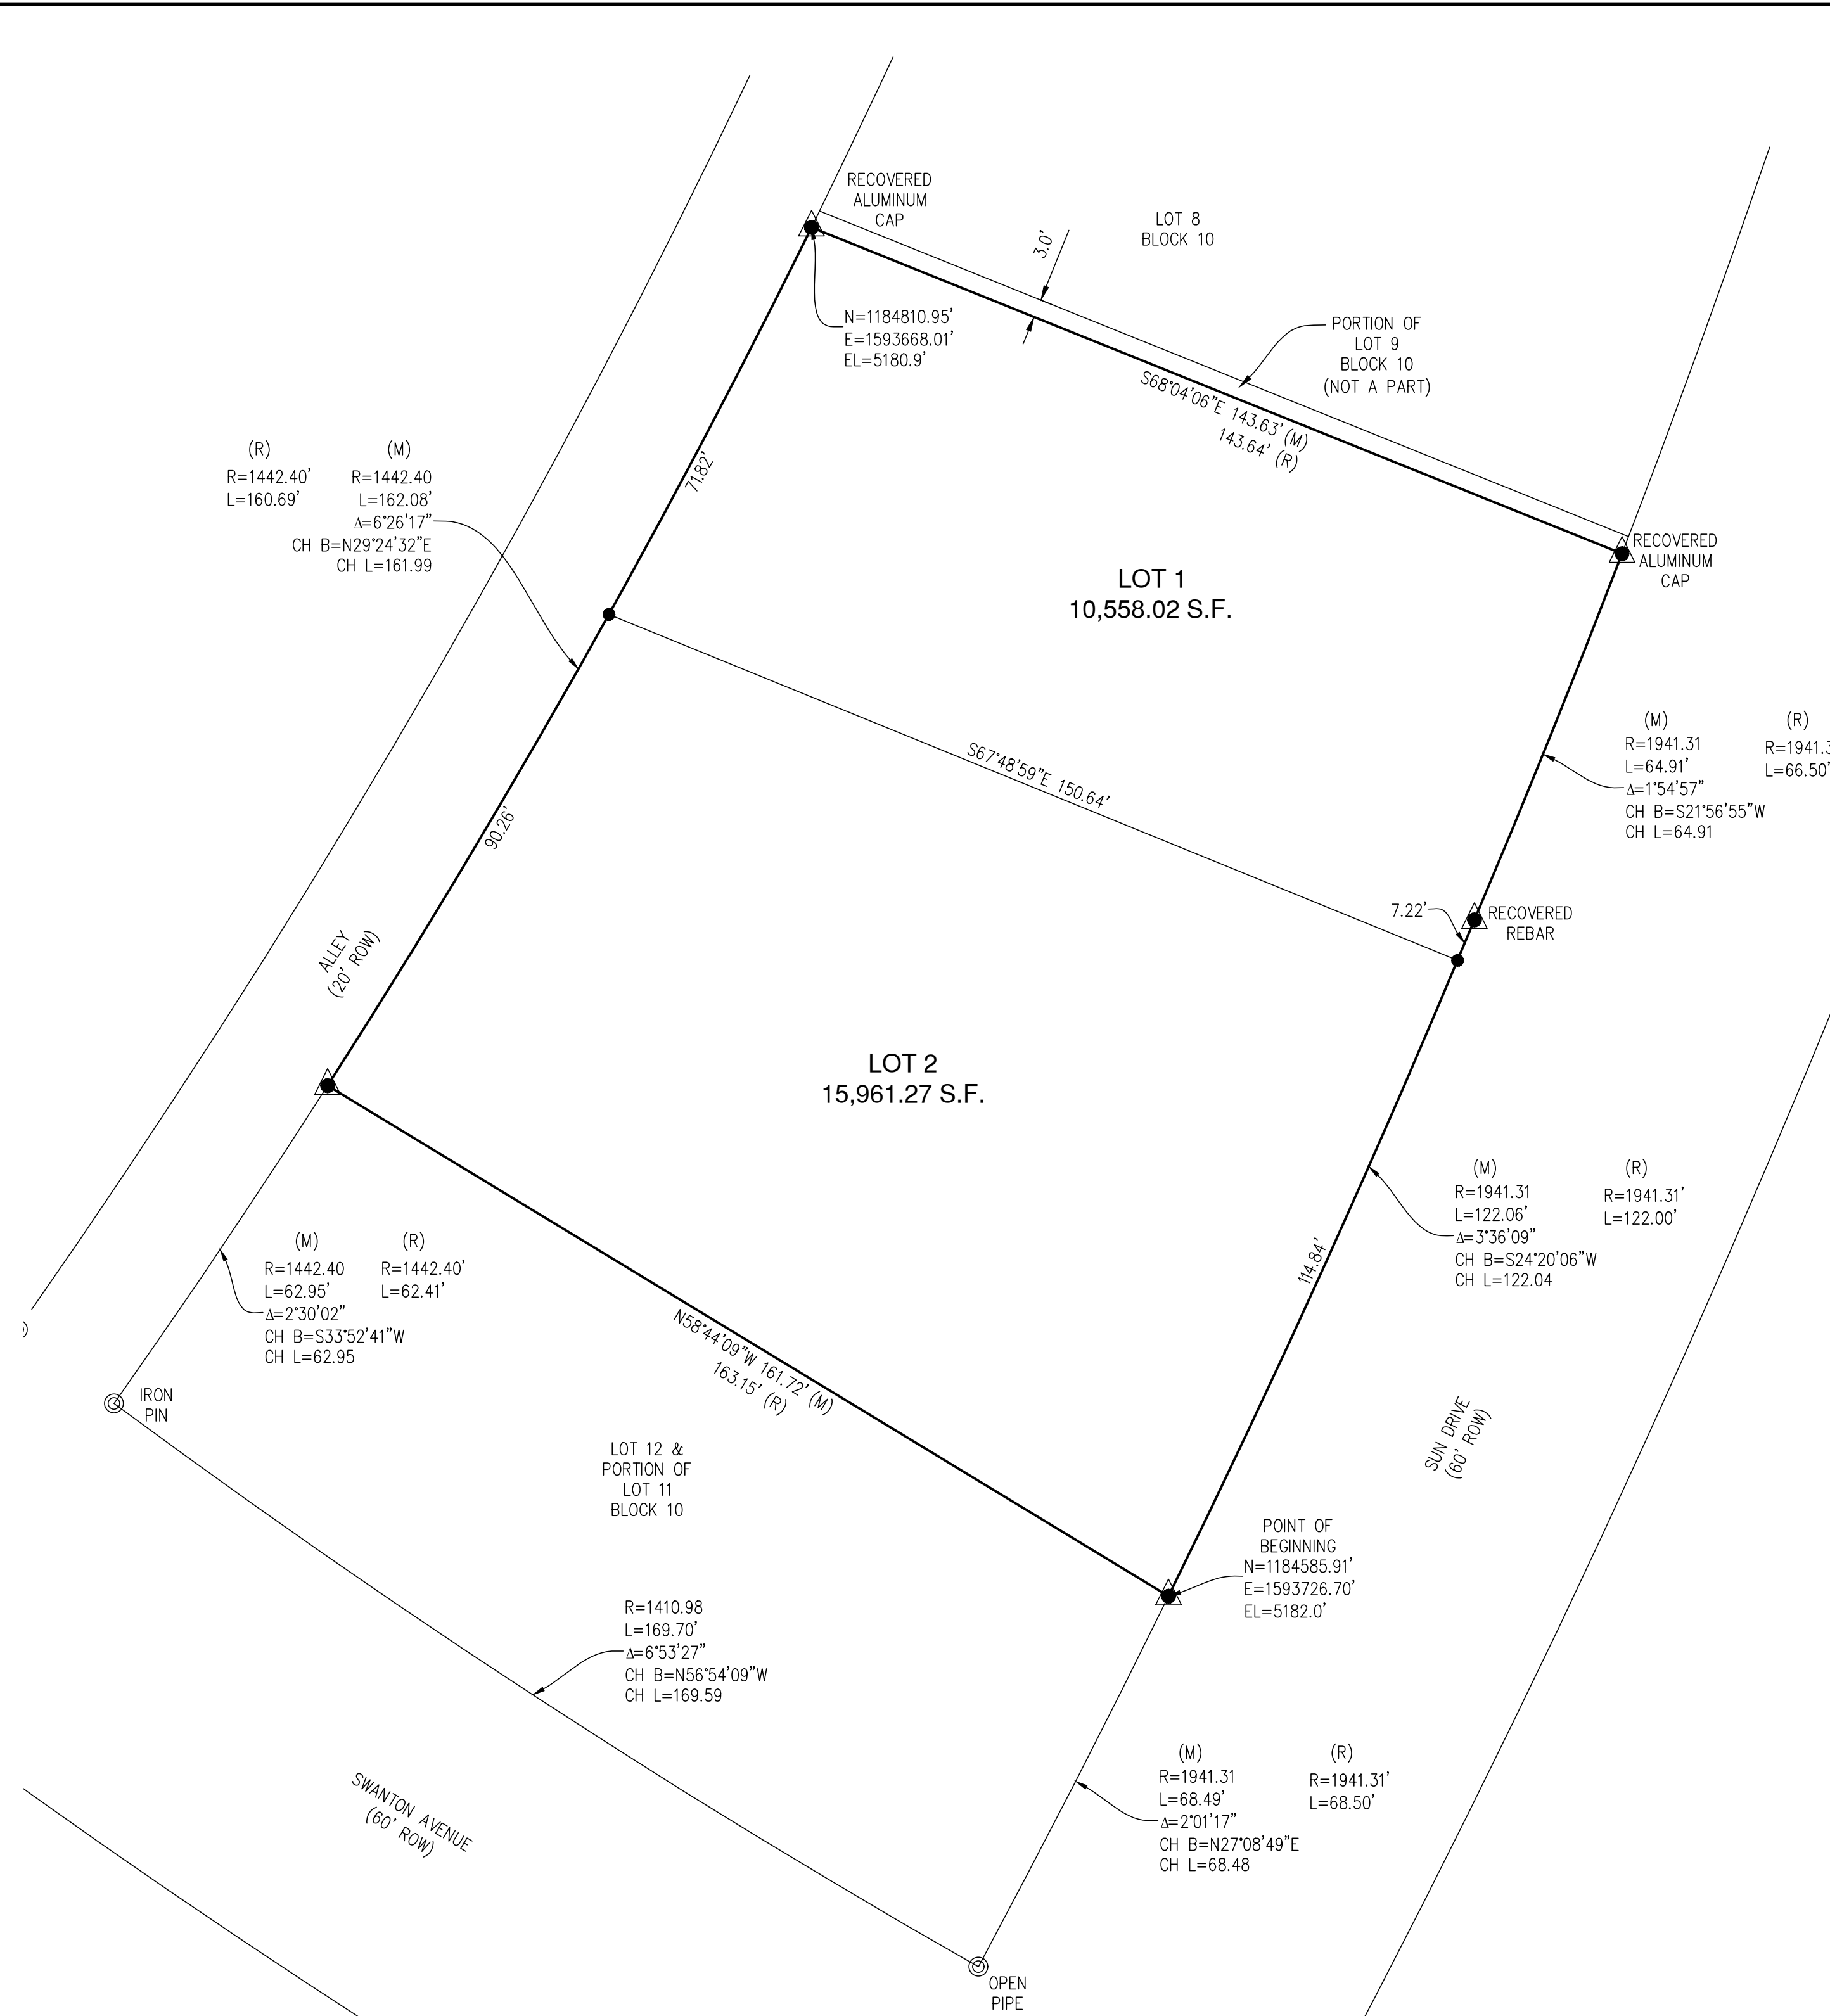 RECOVERED
ALUMINUM
CAP
LOT 8
BLOCK 10
3.0'
N=1184810.95'
E=1593668.01'
EL=5180.9'
PORTION OF
LOT 9
BLOCK 10
(NOT A PART)
S68°04'06"E 143.63' (M)
143.64' (R)
(R)
R=1442.40'
L=160.69'
(M)
R=1442.40
L=162.08'
Δ=6°26'17"
CH B=N29°24'32"E
CH L=161.99
71.82'
RECOVERED
ALUMINUM
CAP
LOT 1
10,558.02 S.F.
(M)
R=1941.31
L=64.91'
Δ=1°54'57"
CH B=S21°56'55"W
CH L=64.91
(R)
R=1941.3
L=66.50'
S67°48'59"E 150.64'
90.26'
7.22'
RECOVERED
REBAR
ALLEY
(20' ROW)
LOT 2
15,961.27 S.F.
(M)
R=1941.31
L=122.06'
Δ=3°36'09"
CH B=S24°20'06"W
CH L=122.04
(R)
R=1941.31'
L=122.00'
114.84'
(M)
R=1442.40
L=62.95'
Δ=2°30'02"
CH B=S33°52'41"W
CH L=62.95
(R)
R=1442.40'
L=62.41'
N58°44'09"W 161.72' (M)
163.15' (R)
IRON
PIN
LOT 12 &
PORTION OF
LOT 11
BLOCK 10
SUN DRIVE
(60' ROW)
POINT OF
BEGINNING
N=1184585.91'
E=1593726.70'
EL=5182.0'
R=1410.98
L=169.70'
Δ=6°53'27"
CH B=N56°54'09"W
CH L=169.59
SWANTON AVENUE
(60' ROW)
(M)
R=1941.31
L=68.49'
Δ=2°01'17"
CH B=N27°08'49"E
CH L=68.48
(R)
R=1941.31'
L=68.50'
OPEN
PIPE